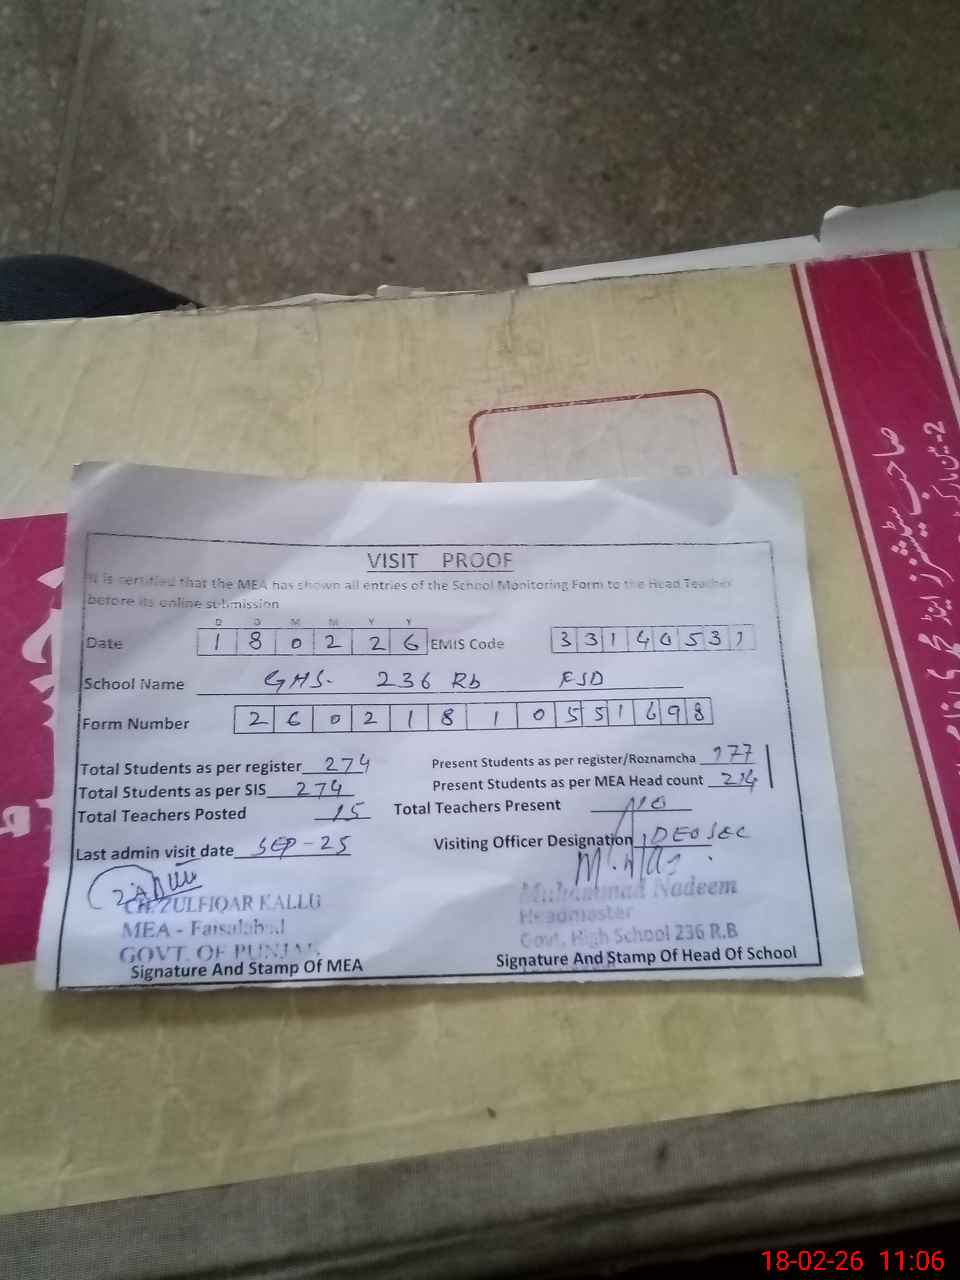 VISIT PROOF
It is certified that the MEA has shown all entries of the School Monitoring Form to the Head Teacher
before its online submission
D D M M Y Y
Date 1 8 0 2 2 6 EMIS Code 3 3 1 4 0 5 3
School Name GHS. 236 Rb FSD
Form Number 2 6 0 2 1 8 1 0 5 5 1 6 9 8
Total Students as per register 274 Present Students as per register/Roznamcha 177
Total Students as per SIS 274 Present Students as per MEA Head count
Total Teachers Posted 15 Total Teachers Present
Last admin visit date SEP-25 Visiting Officer Designation DEO SEC
CH. ZULFIQAR KALLU Muhammad Nadeem
MEA - Faisalabad Headmaster
GOVT. OF PUNJAB Govt. High School 236 R.B
Signature And Stamp Of MEA Signature And Stamp Of Head Of School
صاحب سٹیشنرز اینڈ
18-02-26 11:06